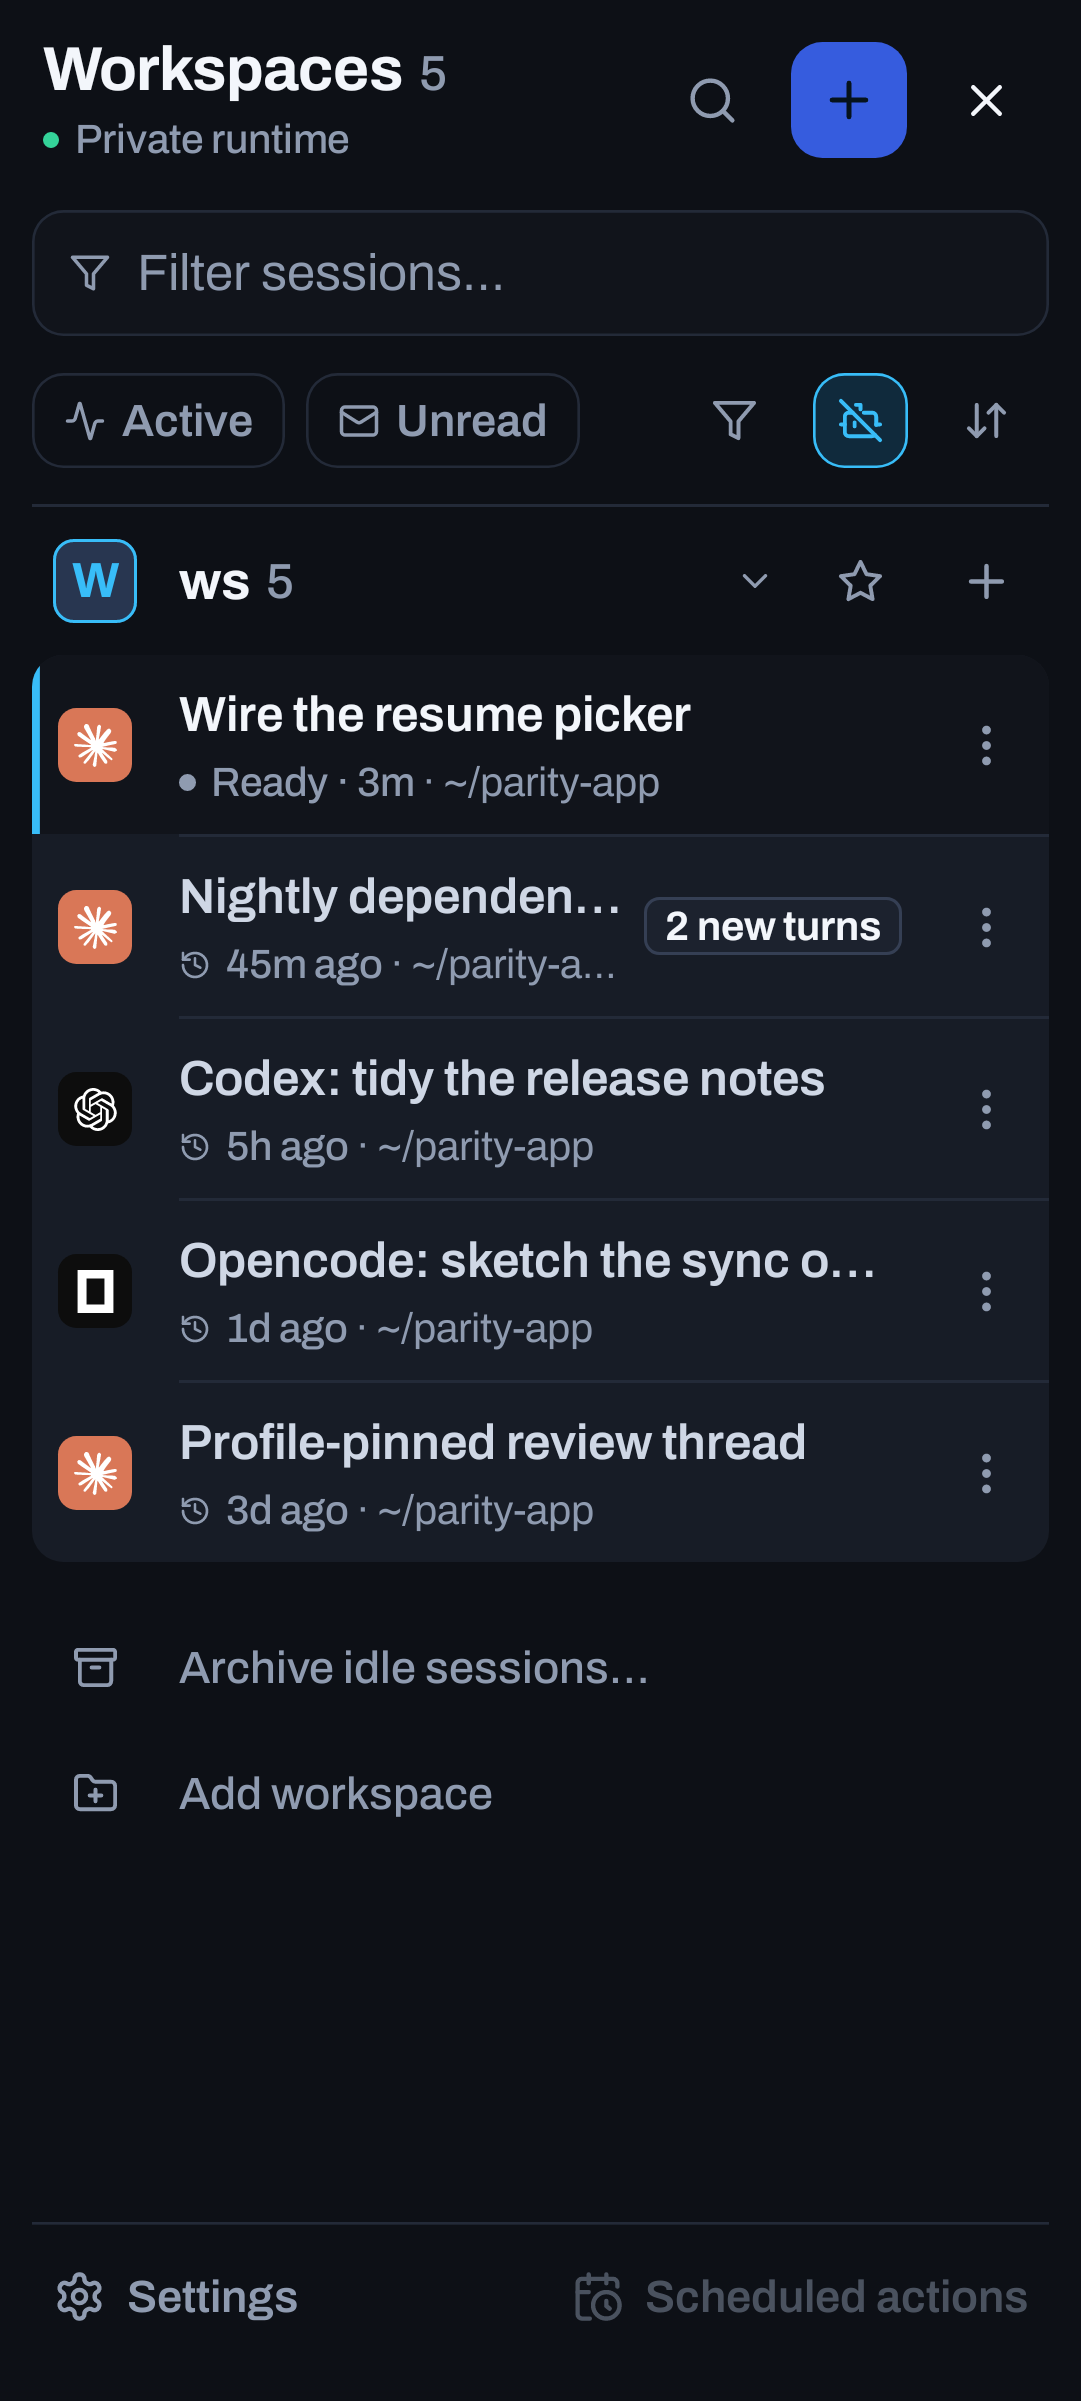 Workspaces 5
Private runtime
Filter sessions...
Active
Unread
W
ws 5
Wire the resume picker
Ready · 3m · ~/parity-app
Nightly dependen...
2 new turns
45m ago · ~/parity-a...
Codex: tidy the release notes
5h ago · ~/parity-app
Opencode: sketch the sync o...
1d ago · ~/parity-app
Profile-pinned review thread
3d ago · ~/parity-app
Archive idle sessions...
Add workspace
Settings
Scheduled actions